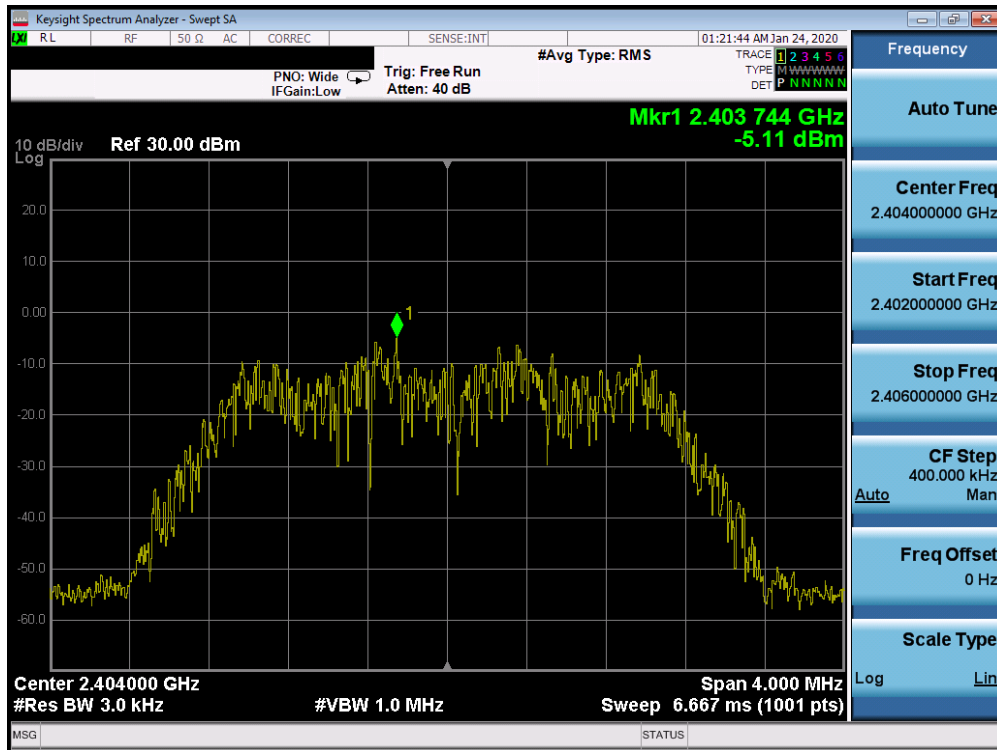 Keysight Spectrum Analyzer - Swept SA
LXI RL RF 50 Ω AC CORREC SENSE:INT 01:21:44 AM Jan 24, 2020
#Avg Type: RMS
TRACE 1 2 3 4 5 6
TYPE M WWWWW
DET P N N N N N
PNO: Wide
IFGain:Low
Trig: Free Run
Atten: 40 dB
Mkr1 2.403 744 GHz
-5.11 dBm
10 dB/div
Log
Ref 30.00 dBm
20.0
10.0
0.00
-10.0
-20.0
-30.0
-40.0
-50.0
-60.0
1
Center 2.404000 GHz
Span 4.000 MHz
#Res BW 3.0 kHz
#VBW 1.0 MHz
Sweep 6.667 ms (1001 pts)
MSG
STATUS
Frequency
Auto Tune
Center Freq
2.404000000 GHz
Start Freq
2.402000000 GHz
Stop Freq
2.406000000 GHz
CF Step
400.000 kHz
Auto Man
Freq Offset
0 Hz
Scale Type
Log Lin